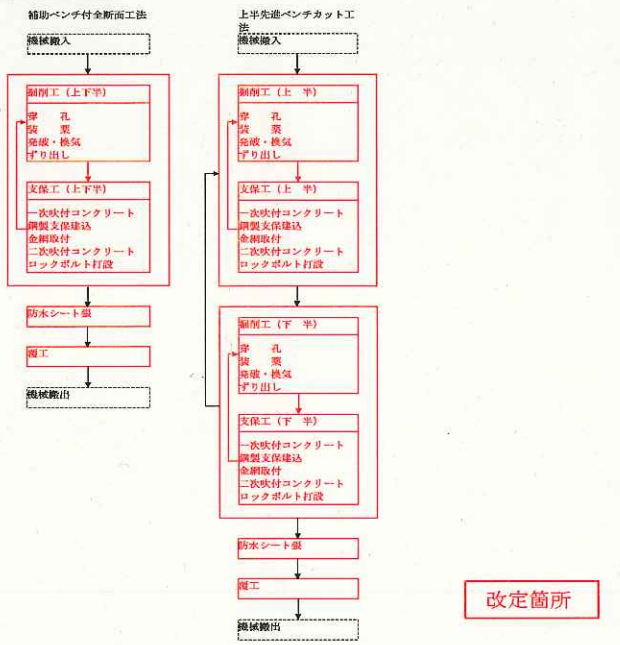 補助ベンチ付全断面工法
機械搬入
掘削工（上下半）
穿　孔
装　薬
発破・換気
ずり出し
支保工（上下半）
一次吹付コンクリート
鋼製支保建込
金網取付
二次吹付コンクリート
ロックボルト打設
防水シート張
覆工
機械搬出
上半先進ベンチカット工
法
機械搬入
掘削工（上　半）
穿　孔
装　薬
発破・換気
ずり出し
支保工（上　半）
一次吹付コンクリート
鋼製支保建込
金網取付
二次吹付コンクリート
ロックボルト打設
掘削工（下　半）
穿　孔
装　薬
発破・換気
ずり出し
支保工（下　半）
一次吹付コンクリート
鋼製支保建込
金網取付
二次吹付コンクリート
ロックボルト打設
防水シート張
覆工
機械搬出
改定箇所